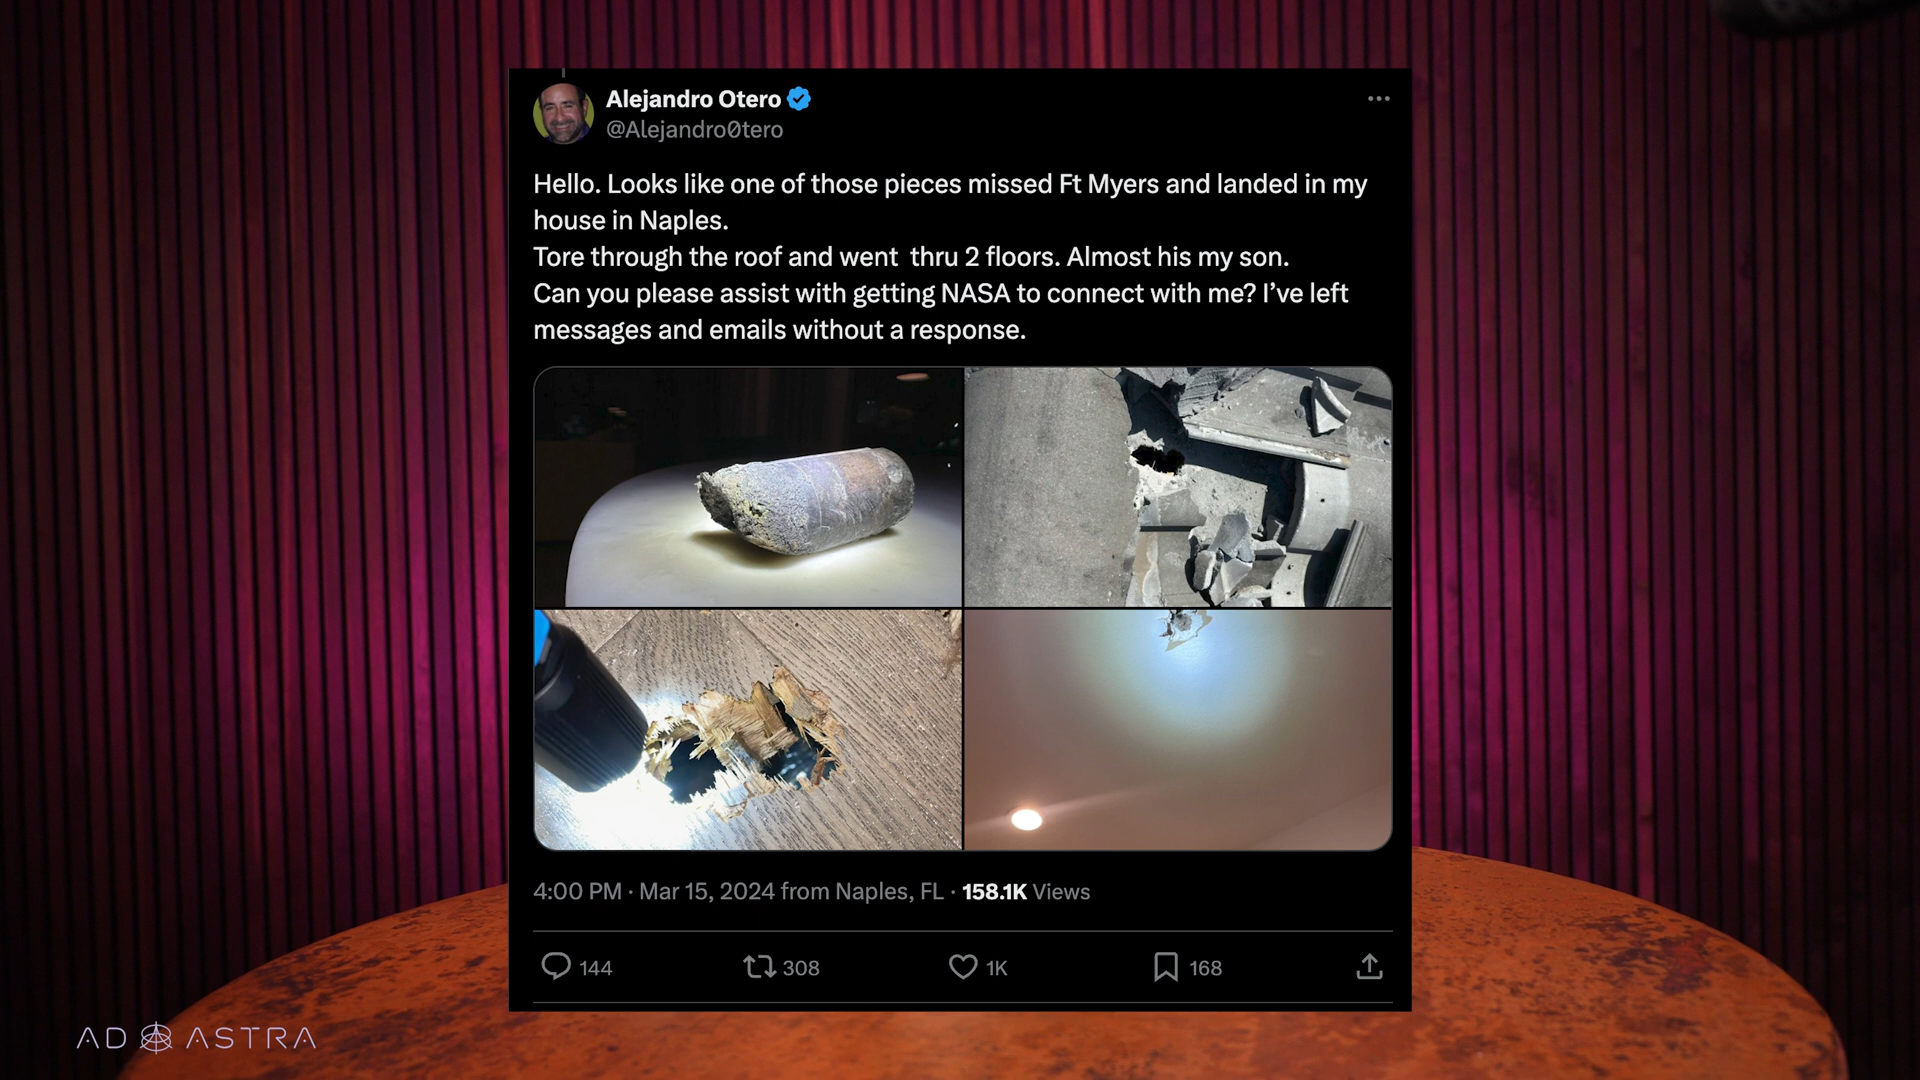 Alejandro Otero
@Alejandro0tero
Hello. Looks like one of those pieces missed Ft Myers and landed in my
house in Naples.
Tore through the roof and went  thru 2 floors. Almost his my son.
Can you please assist with getting NASA to connect with me? I’ve left
messages and emails without a response.
4:00 PM · Mar 15, 2024 from Naples, FL · 158.1K Views
144 308 1K 168
AD ASTRA